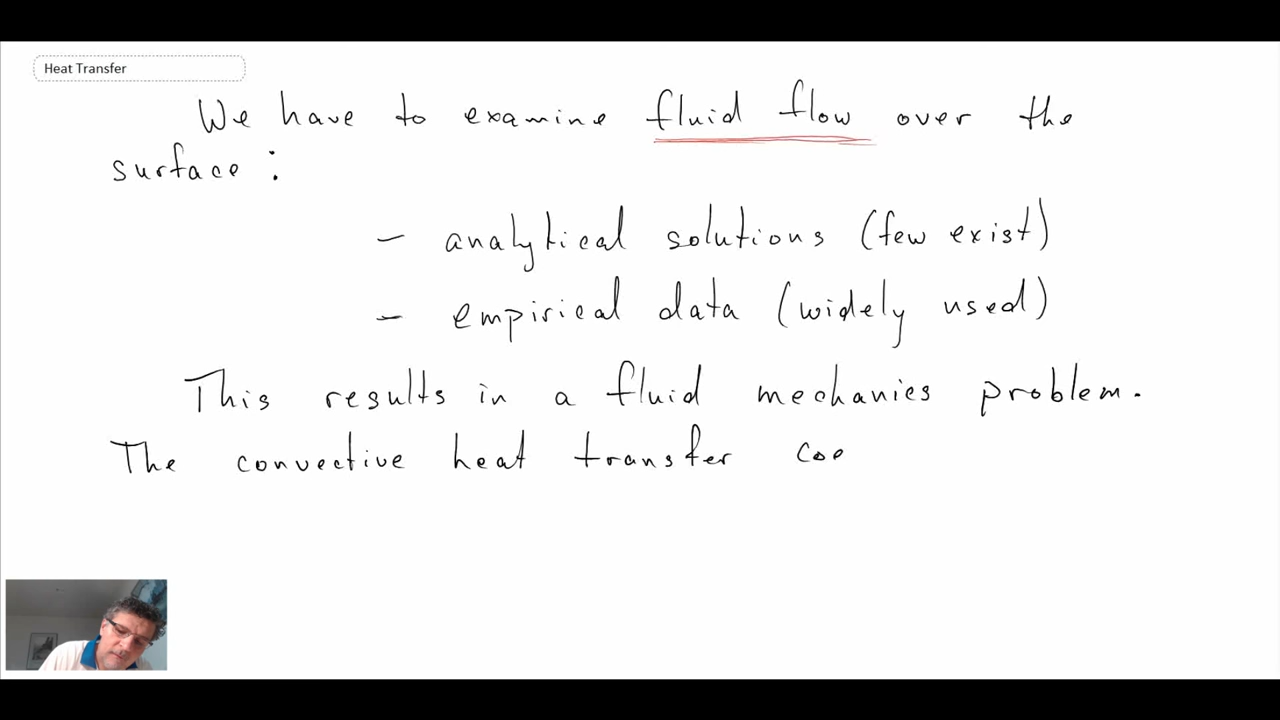 Heat Transfer
We have to examine fluid flow over the
surface :
- analytical solutions (few exist)
- empirical data (widely used)
This results in a fluid mechanics problem.
The convective heat transfer coe